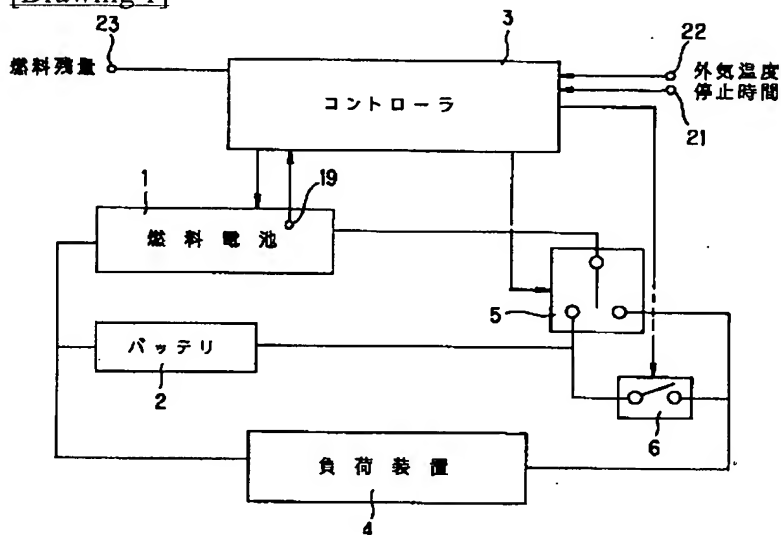 [Drawing 1]
23
3
22
燃料残量
外気温度
コントローラ
停止時間
21
1
19
燃料電池
5
バッテリ
2
6
負荷装置
4